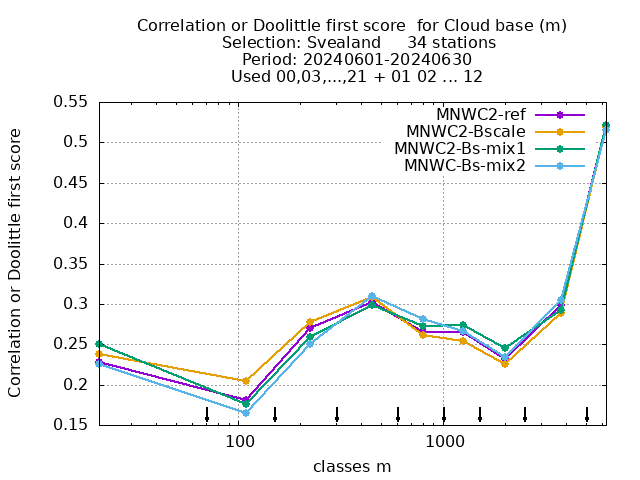 Correlation or Doolittle first score  for Cloud base (m)
Selection: Svealand     34 stations
Period: 20240601-20240630
Used 00,03,...,21 + 01 02 ... 12
MNWC2-ref
MNWC2-Bscale
MNWC2-Bs-mix1
MNWC-Bs-mix2
Correlation or Doolittle first score
0.55
0.5
0.45
0.4
0.35
0.3
0.25
0.2
0.15
100
1000
classes m